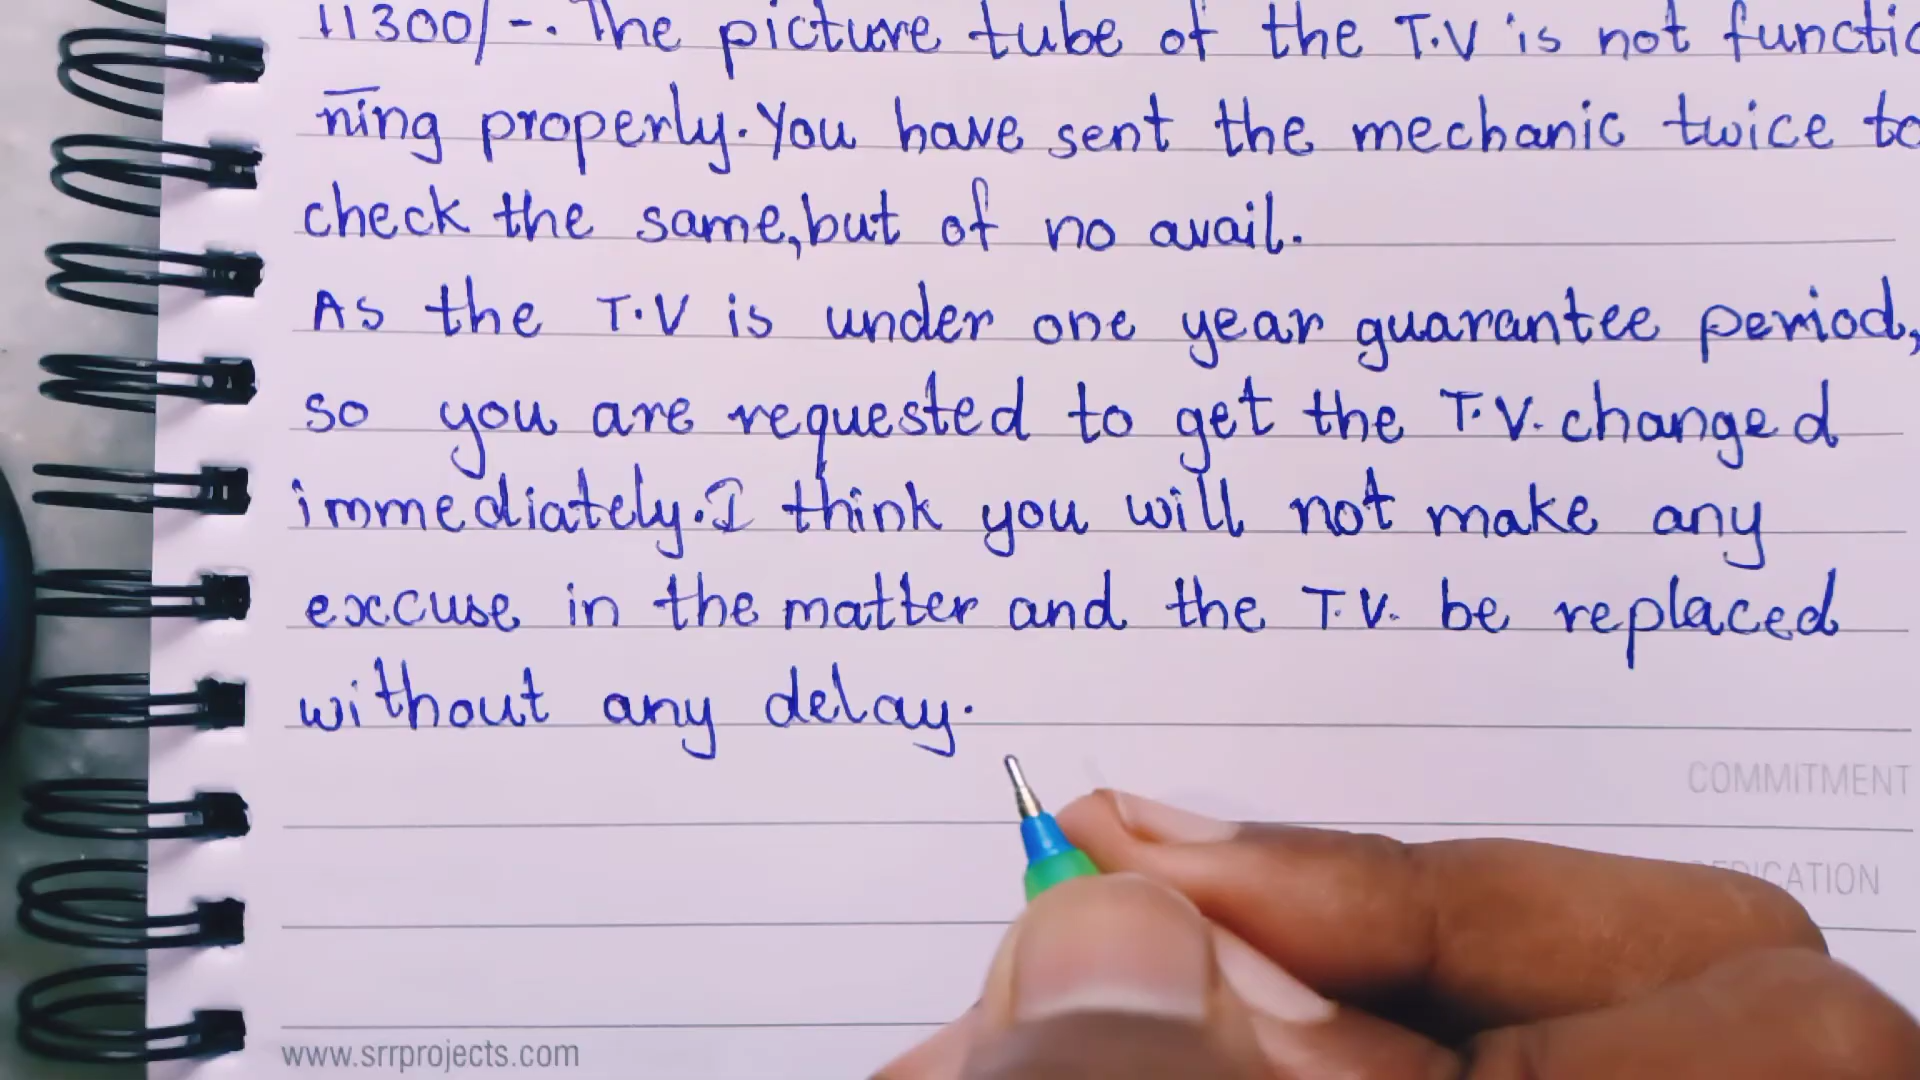 11300/-. The picture tube of the T.V is not functio
ning properly. You have sent the mechanic twice to
check the same, but of no avail.
As the T.V is under one year guarantee period,
so you are requested to get the T.V. changed
immediately. I think you will not make any
excuse in the matter and the T.V. be replaced
without any delay.
COMMITMENT
DEDICATION
www.srrprojects.com